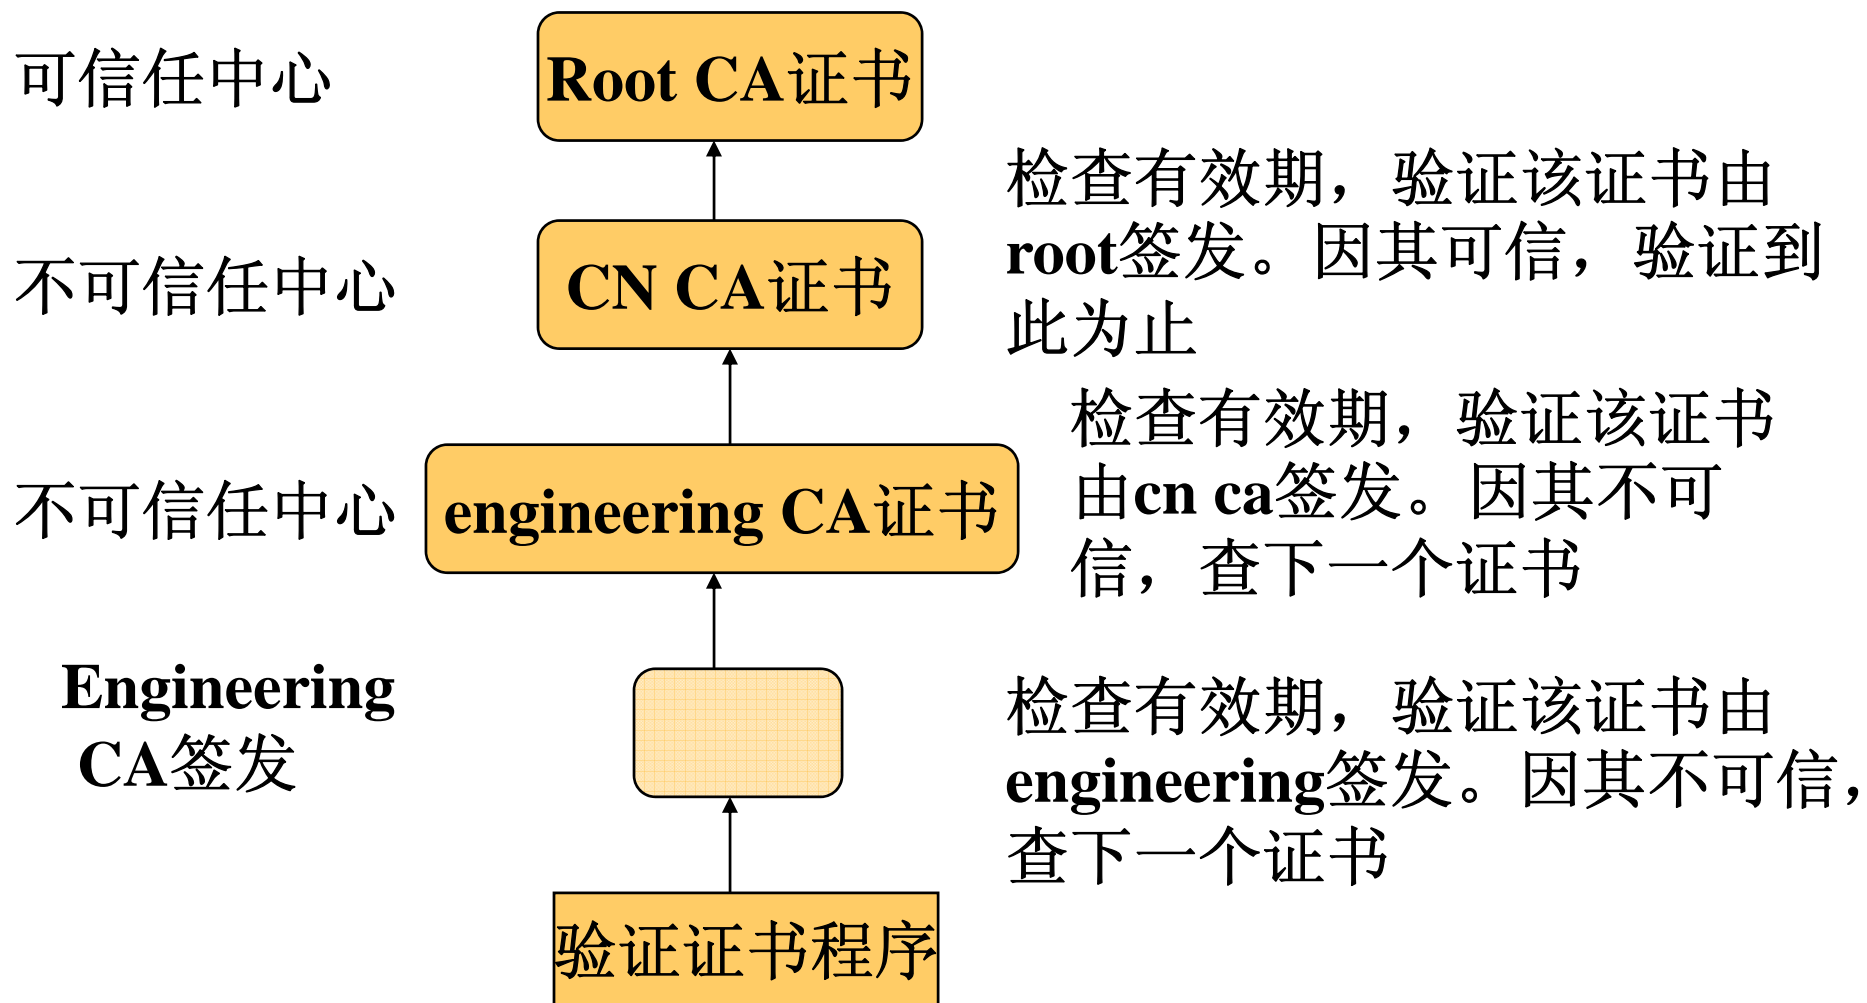 可信任中心
Root CA证书
检查有效期，验证该证书由
root签发。因其可信，验证到
此为止
不可信任中心
CN CA证书
检查有效期，验证该证书
由cn ca签发。因其不可
信，查下一个证书
不可信任中心
engineering CA证书
Engineering
CA签发
检查有效期，验证该证书由
engineering签发。因其不可信，
查下一个证书
验证证书程序